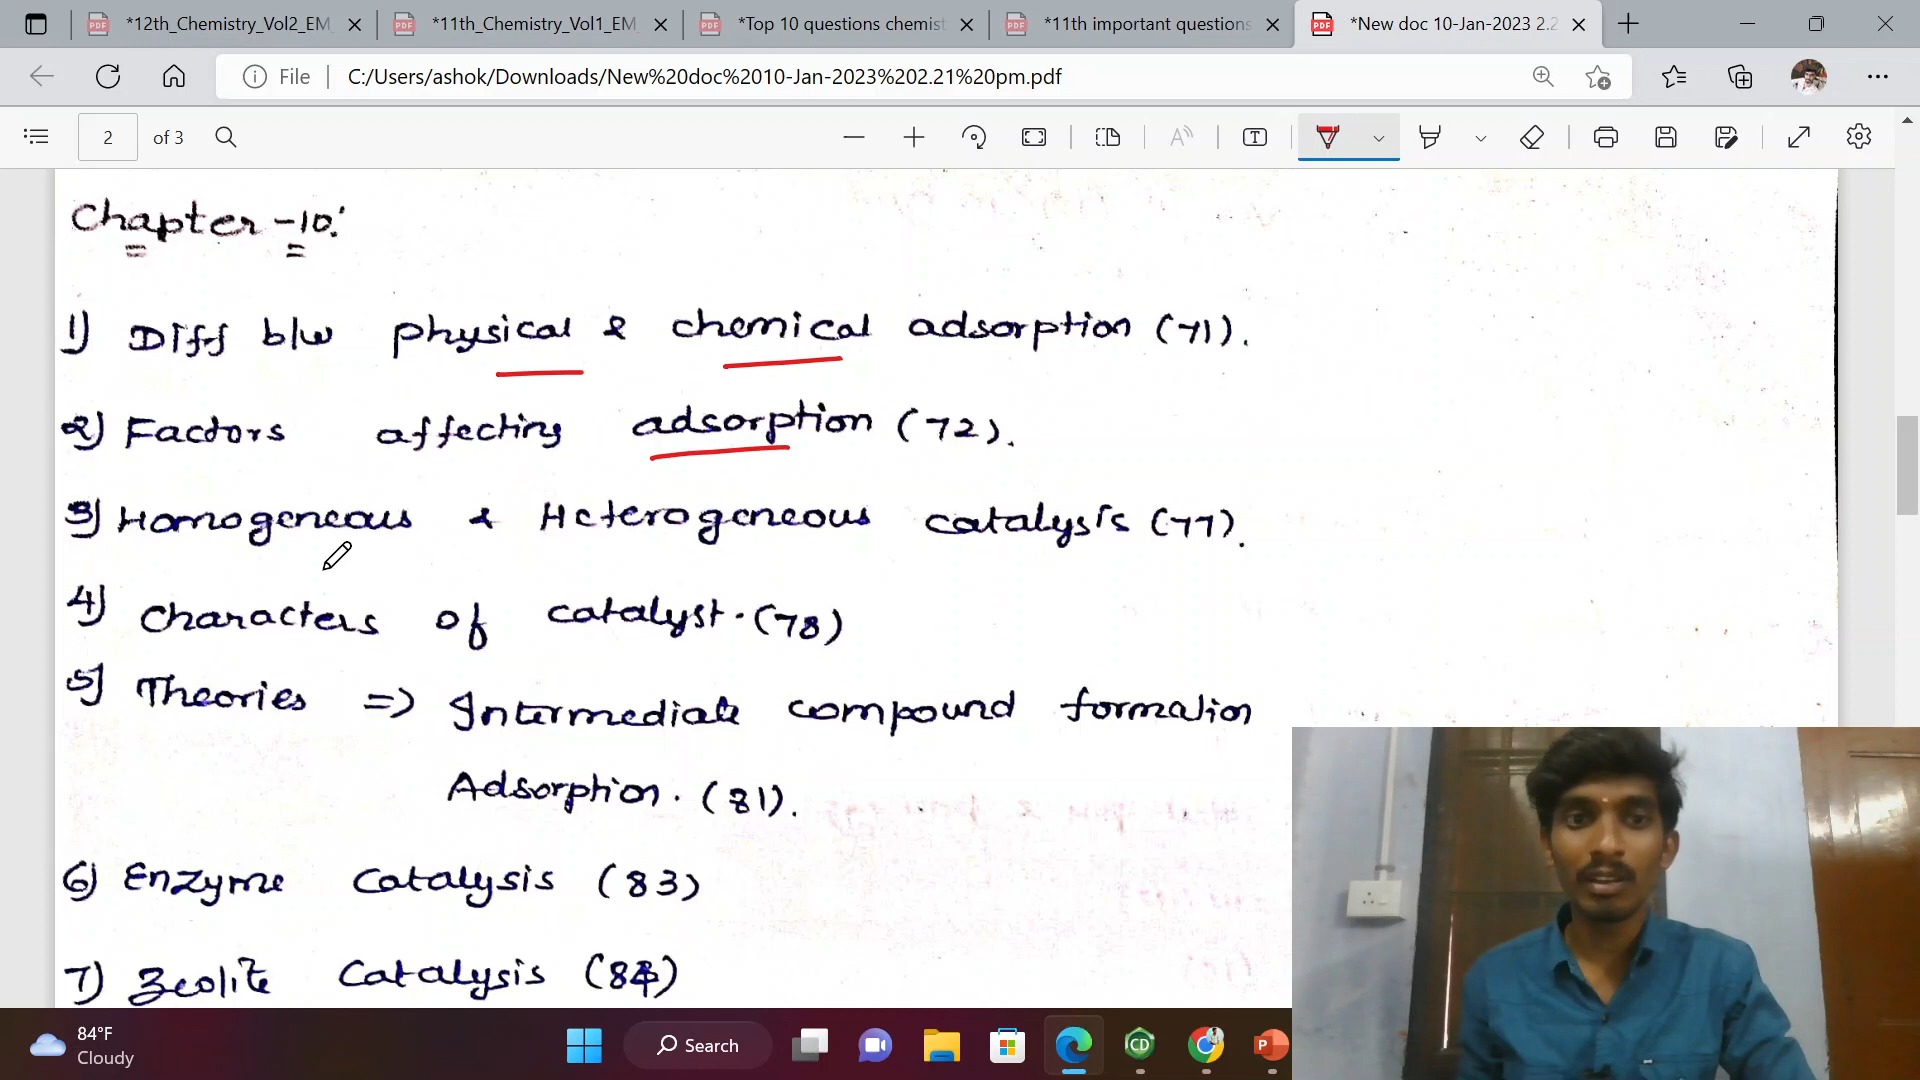 *12th_Chemistry_Vol2_EM
*11th_Chemistry_Vol1_EM
*Top 10 questions chemist
*11th important questions
*New doc 10-Jan-2023 2.2
File
C:/Users/ashok/Downloads/New%20doc%2010-Jan-2023%202.21%20pm.pdf
2 of 3
Chapter -10:
1) Diff b/w physical & chemical adsorption (71).
2) Factors affecting adsorption (72).
3) Homogeneous & Heterogeneous catalysis (77).
4) Characters of catalyst. (78)
5) Theories => Intermediate compound formation
Adsorption. (81).
6) Enzyme Catalysis (83)
7) Zeolite Catalysis (84)
84°F
Cloudy
Search
CD
P